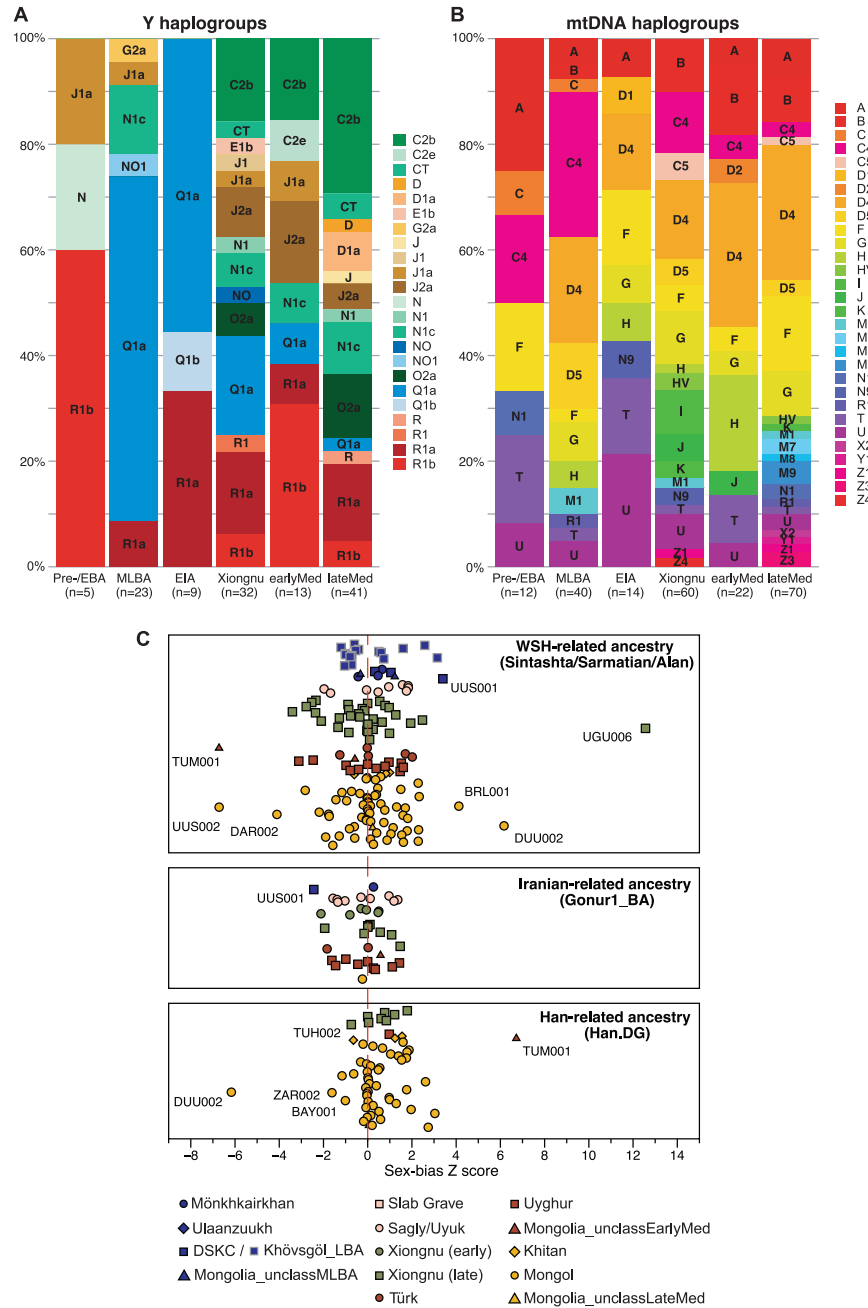 A
Y haplogroups
100%
80%
60%
40%
20%
0%
J1a
N
R1b
G2a
J1a
N1c
NO1
Q1a
R1a
Q1a
Q1b
R1a
C2b
CT
E1b
J1
J1a
J2a
N1
N1c
NO
O2a
Q1a
R1
R1a
R1b
C2b
C2e
J1a
J2a
N1c
Q1a
R1a
R1b
C2b
CT
D
D1a
J
J2a
N1
N1c
O2a
Q1a
R
R1a
R1b
Pre-/EBA
(n=5)
MLBA
(n=23)
EIA
(n=9)
Xiongnu
(n=32)
earlyMed
(n=13)
lateMed
(n=41)
C2b
C2e
CT
D
D1a
E1b
G2a
J
J1
J1a
J2a
N
N1
N1c
NO
NO1
O2a
Q1a
Q1b
R
R1
R1a
R1b
B
mtDNA haplogroups
100%
80%
60%
40%
20%
0%
A
C
C4
F
N1
T
U
A
B
C
C4
D4
D5
F
G
H
M1
R1
T
U
A
D1
D4
F
G
H
N9
T
U
B
C4
C5
D4
D5
F
G
H
HV
I
J
K
M1
N9
T
U
Z1
Z4
A
B
C4
D2
D4
F
G
H
J
T
U
A
B
C4
C5
D4
D5
F
G
HV
K
M1
M7
M8
M9
N1
R1
T
U
X2
Y1
Z1
Z3
Pre-/EBA
(n=12)
MLBA
(n=40)
EIA
(n=14)
Xiongnu
(n=60)
earlyMed
(n=22)
lateMed
(n=70)
A
B
C
C4
D4
F
G
H
I
J
K
T
C
WSH-related ancestry
(Sintashta/Sarmatian/Alan)
UUS001
UGU006
TUM001
BRL001
UUS002
DAR002
DUU002
Iranian-related ancestry
(Gonur1_BA)
UUS001
Han-related ancestry
(Han.DG)
TUH002
TUM001
DUU002
ZAR002
BAY001
−8 −6 −4 −2 0 2 4 6 8 10 12 14
Sex-bias Z score
Mönkhkairkhan
Ulaanzuukh
DSKC / Khövsgöl_LBA
Mongolia_unclassMLBA
Slab Grave
Sagly/Uyuk
Xiongnu (early)
Xiongnu (late)
Türk
Uyghur
Mongolia_unclassEarlyMed
Khitan
Mongol
Mongolia_unclassLateMed